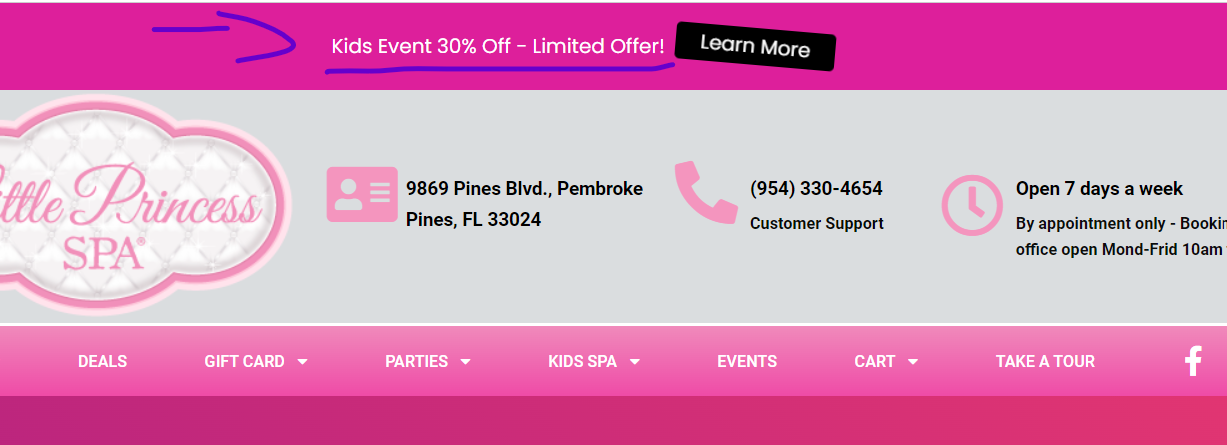 Kids Event 30% Off - Limited Offer!
Learn More
Little Princess
SPA®
9869 Pines Blvd., Pembroke
Pines, FL 33024
(954) 330-4654
Customer Support
Open 7 days a week
By appointment only -
office open Mond-Frid 10am
DEALS
GIFT CARD
PARTIES
KIDS SPA
EVENTS
CART
TAKE A TOUR